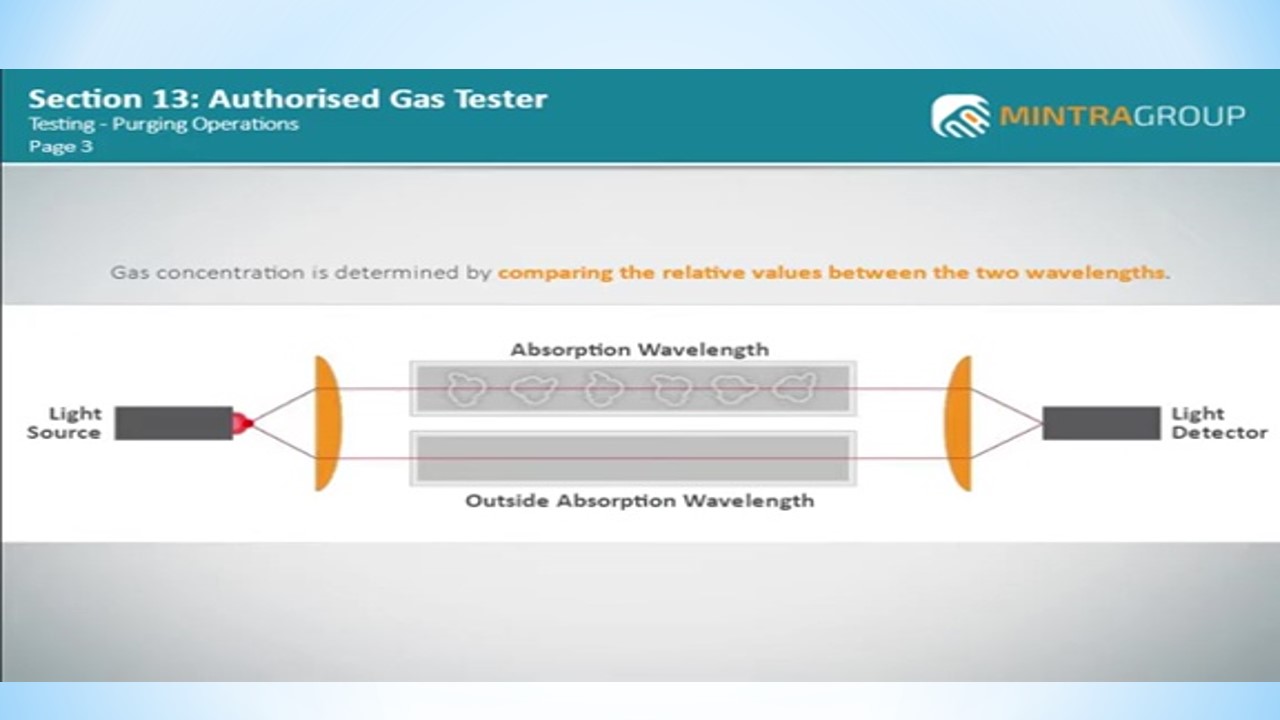 Section 13: Authorised Gas Tester
Testing - Purging Operations
Page 3
MINTRAGROUP
Gas concentration is determined by comparing the relative values between the two wavelengths.
Absorption Wavelength
Light
Source
Light
Detector
Outside Absorption Wavelength